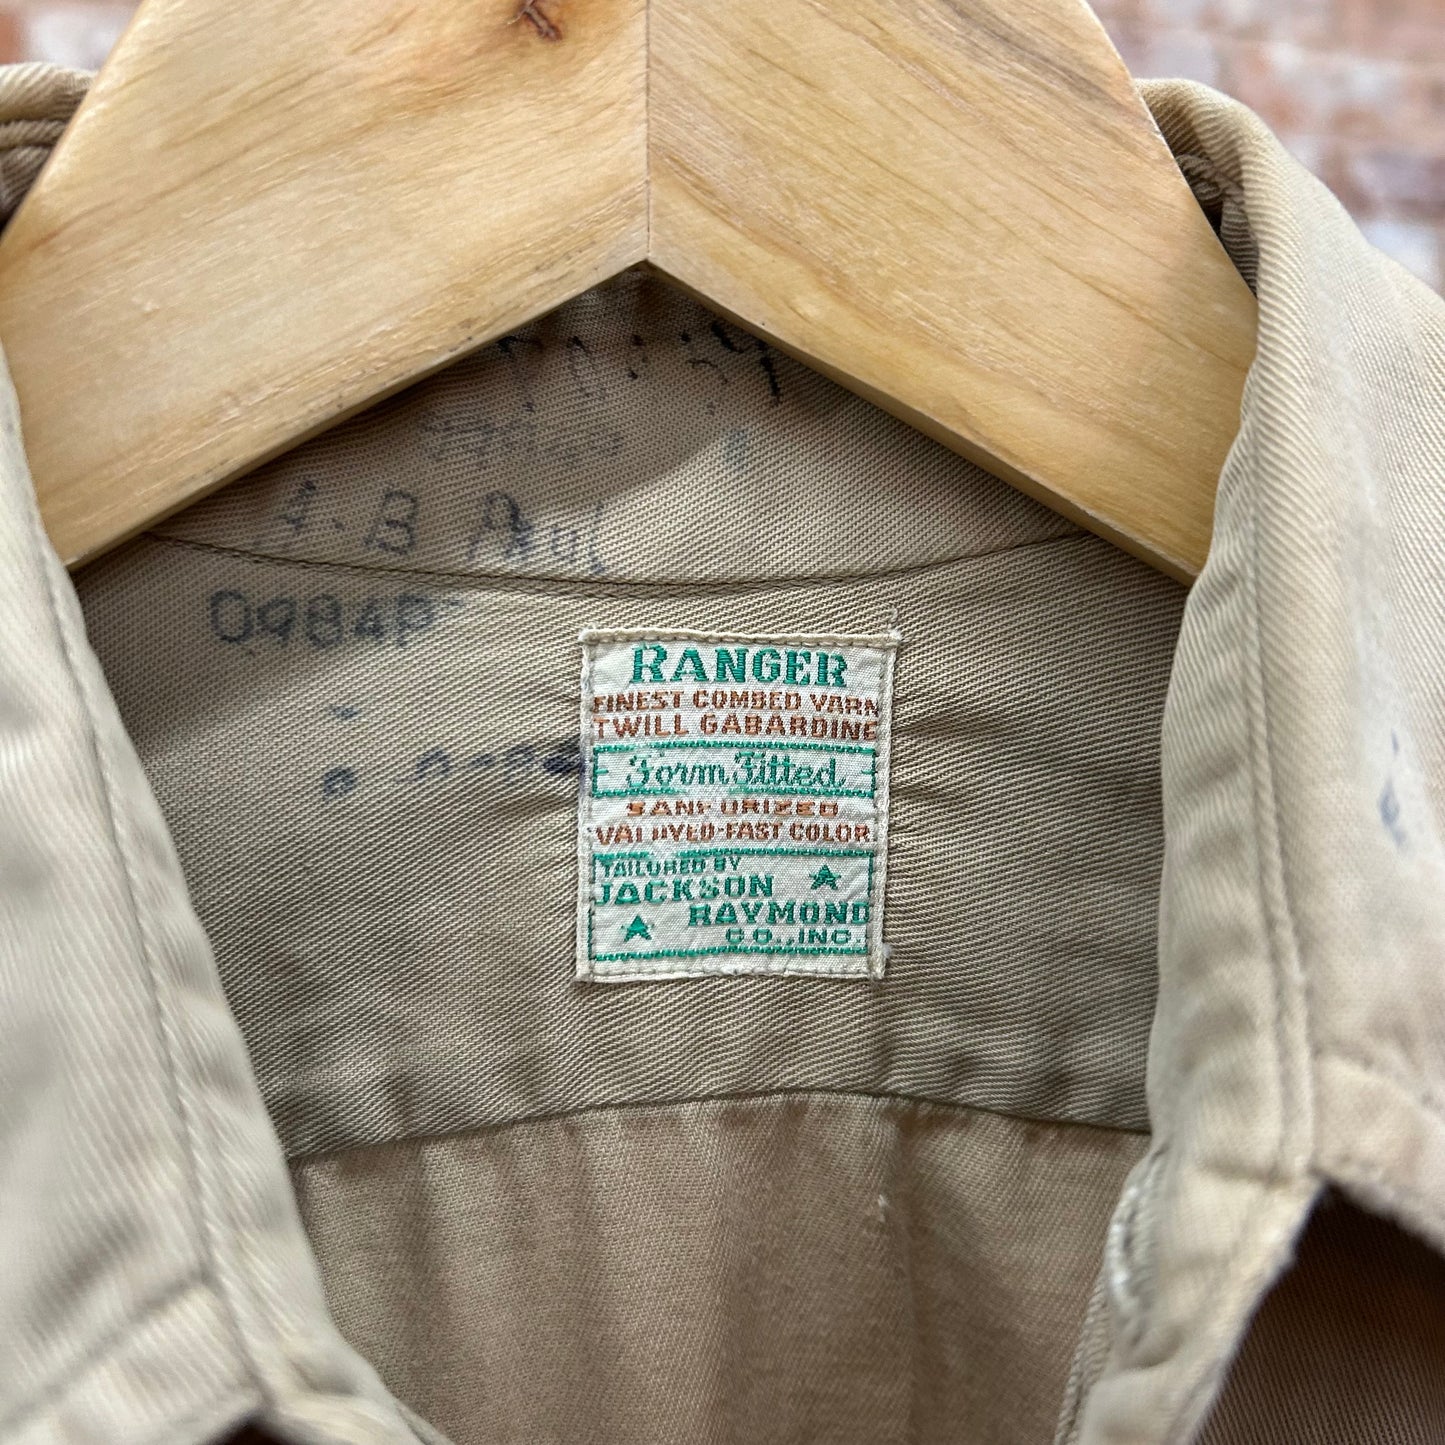 0984P
RANGER
FINEST COMBED YARN
TWILL GABARDINE
Form Fitted
SANFORIZED
VAT DYED-FAST COLOR
TAILORED BY
JACKSON
RAYMOND
CO., INC.